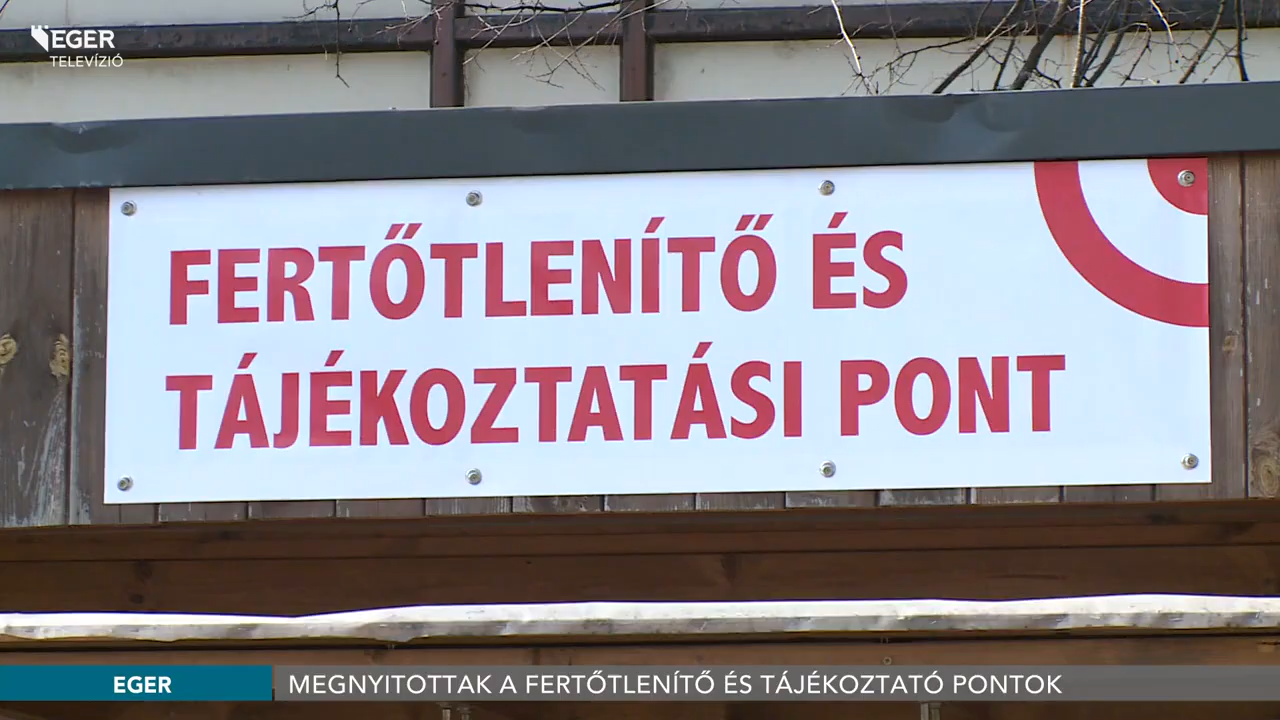 EGER
TELEVÍZIÓ
FERTŐTLENÍTŐ ÉS
TÁJÉKOZTATÁSI PONT
EGER
MEGNYITOTTAK A FERTŐTLENÍTŐ ÉS TÁJÉKOZTATÓ PONTOK